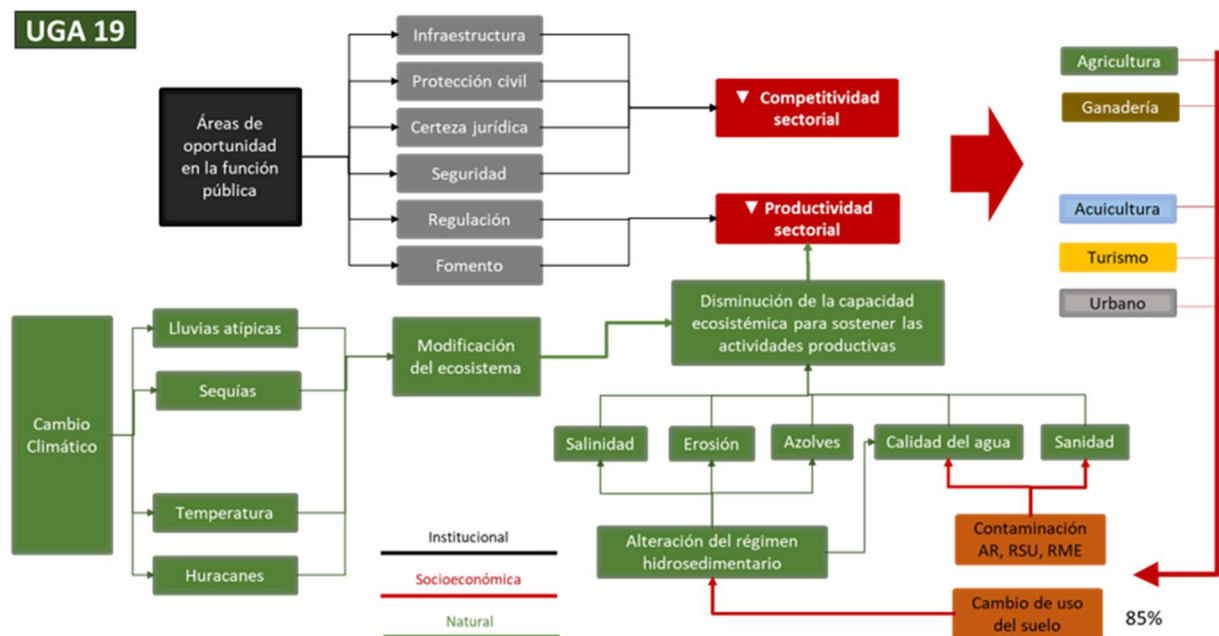 UGA 19
Áreas de
oportunidad
en la función
pública
Infraestructura
Protección civil
Certeza jurídica
Seguridad
Regulación
Fomento
▼ Competitividad
sectorial
▼ Productividad
sectorial
Agricultura
Ganadería
Acuicultura
Turismo
Urbano
Cambio
Climático
Lluvias atípicas
Sequías
Temperatura
Huracanes
Modificación
del ecosistema
Disminución de la capacidad
ecosistémica para sostener las
actividades productivas
Salinidad
Erosión
Azolves
Calidad del agua
Sanidad
Alteración del régimen
hidrosedimentario
Contaminación
AR, RSU, RME
Cambio de uso
del suelo
85%
Institucional
Socioeconómica
Natural